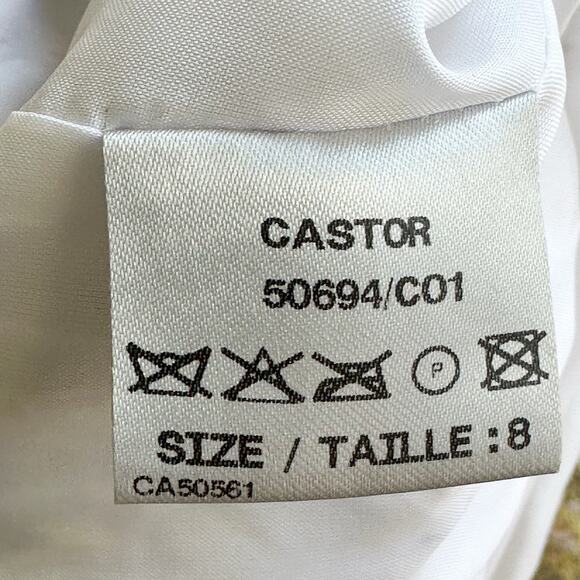 CASTOR
50694/C01
P
SIZE / TAILLE : 8
CA50561